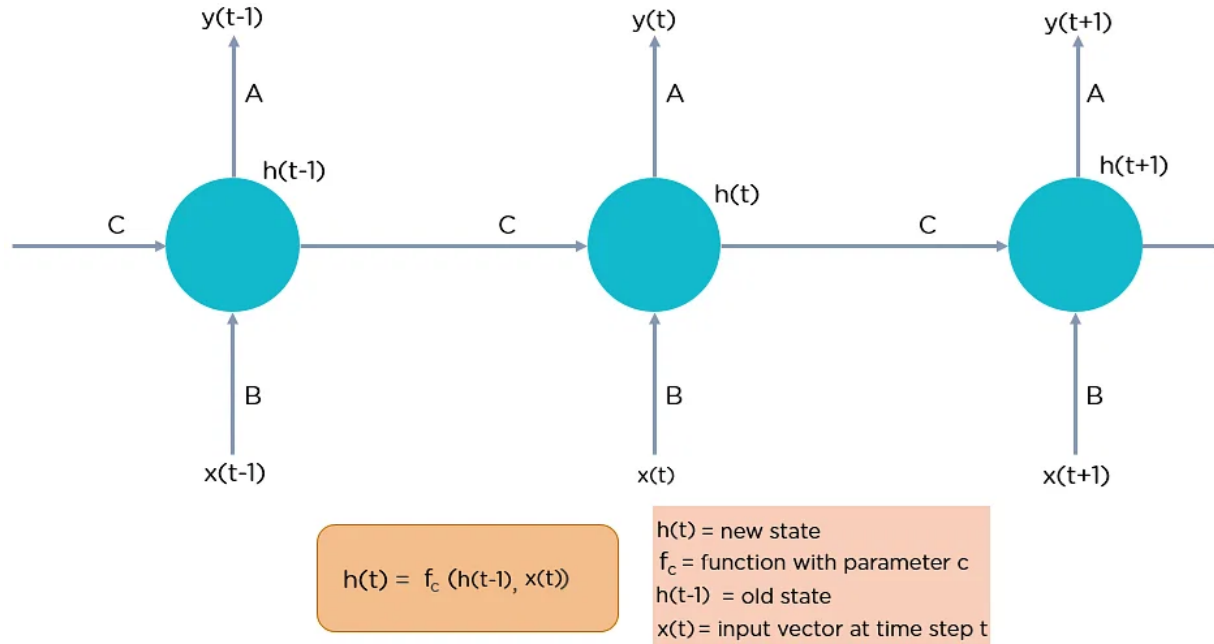 y(t-1) y(t) y(t+1)
A A A
h(t-1) h(t) h(t+1)
C C C
B B B
x(t-1) x(t) x(t+1)
h(t) = f_c (h(t-1), x(t))
h(t) = new state
f_c = function with parameter c
h(t-1) = old state
x(t) = input vector at time step t